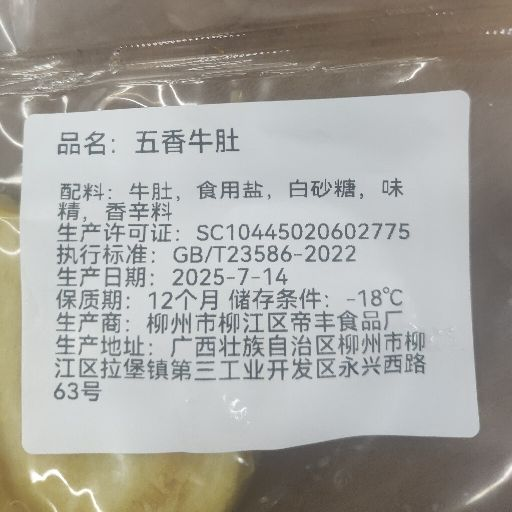 品名：五香牛肚
配料：牛肚，食用盐，白砂糖，味
精，香辛料
生产许可证：SC10445020602775
执行标准：GB/T23586-2022
生产日期：2025-7-14
保质期：12个月 储存条件：-18℃
生产商：柳州市柳江区帝丰食品厂
生产地址：广西壮族自治区柳州市柳
江区拉堡镇第三工业开发区永兴西路
63号